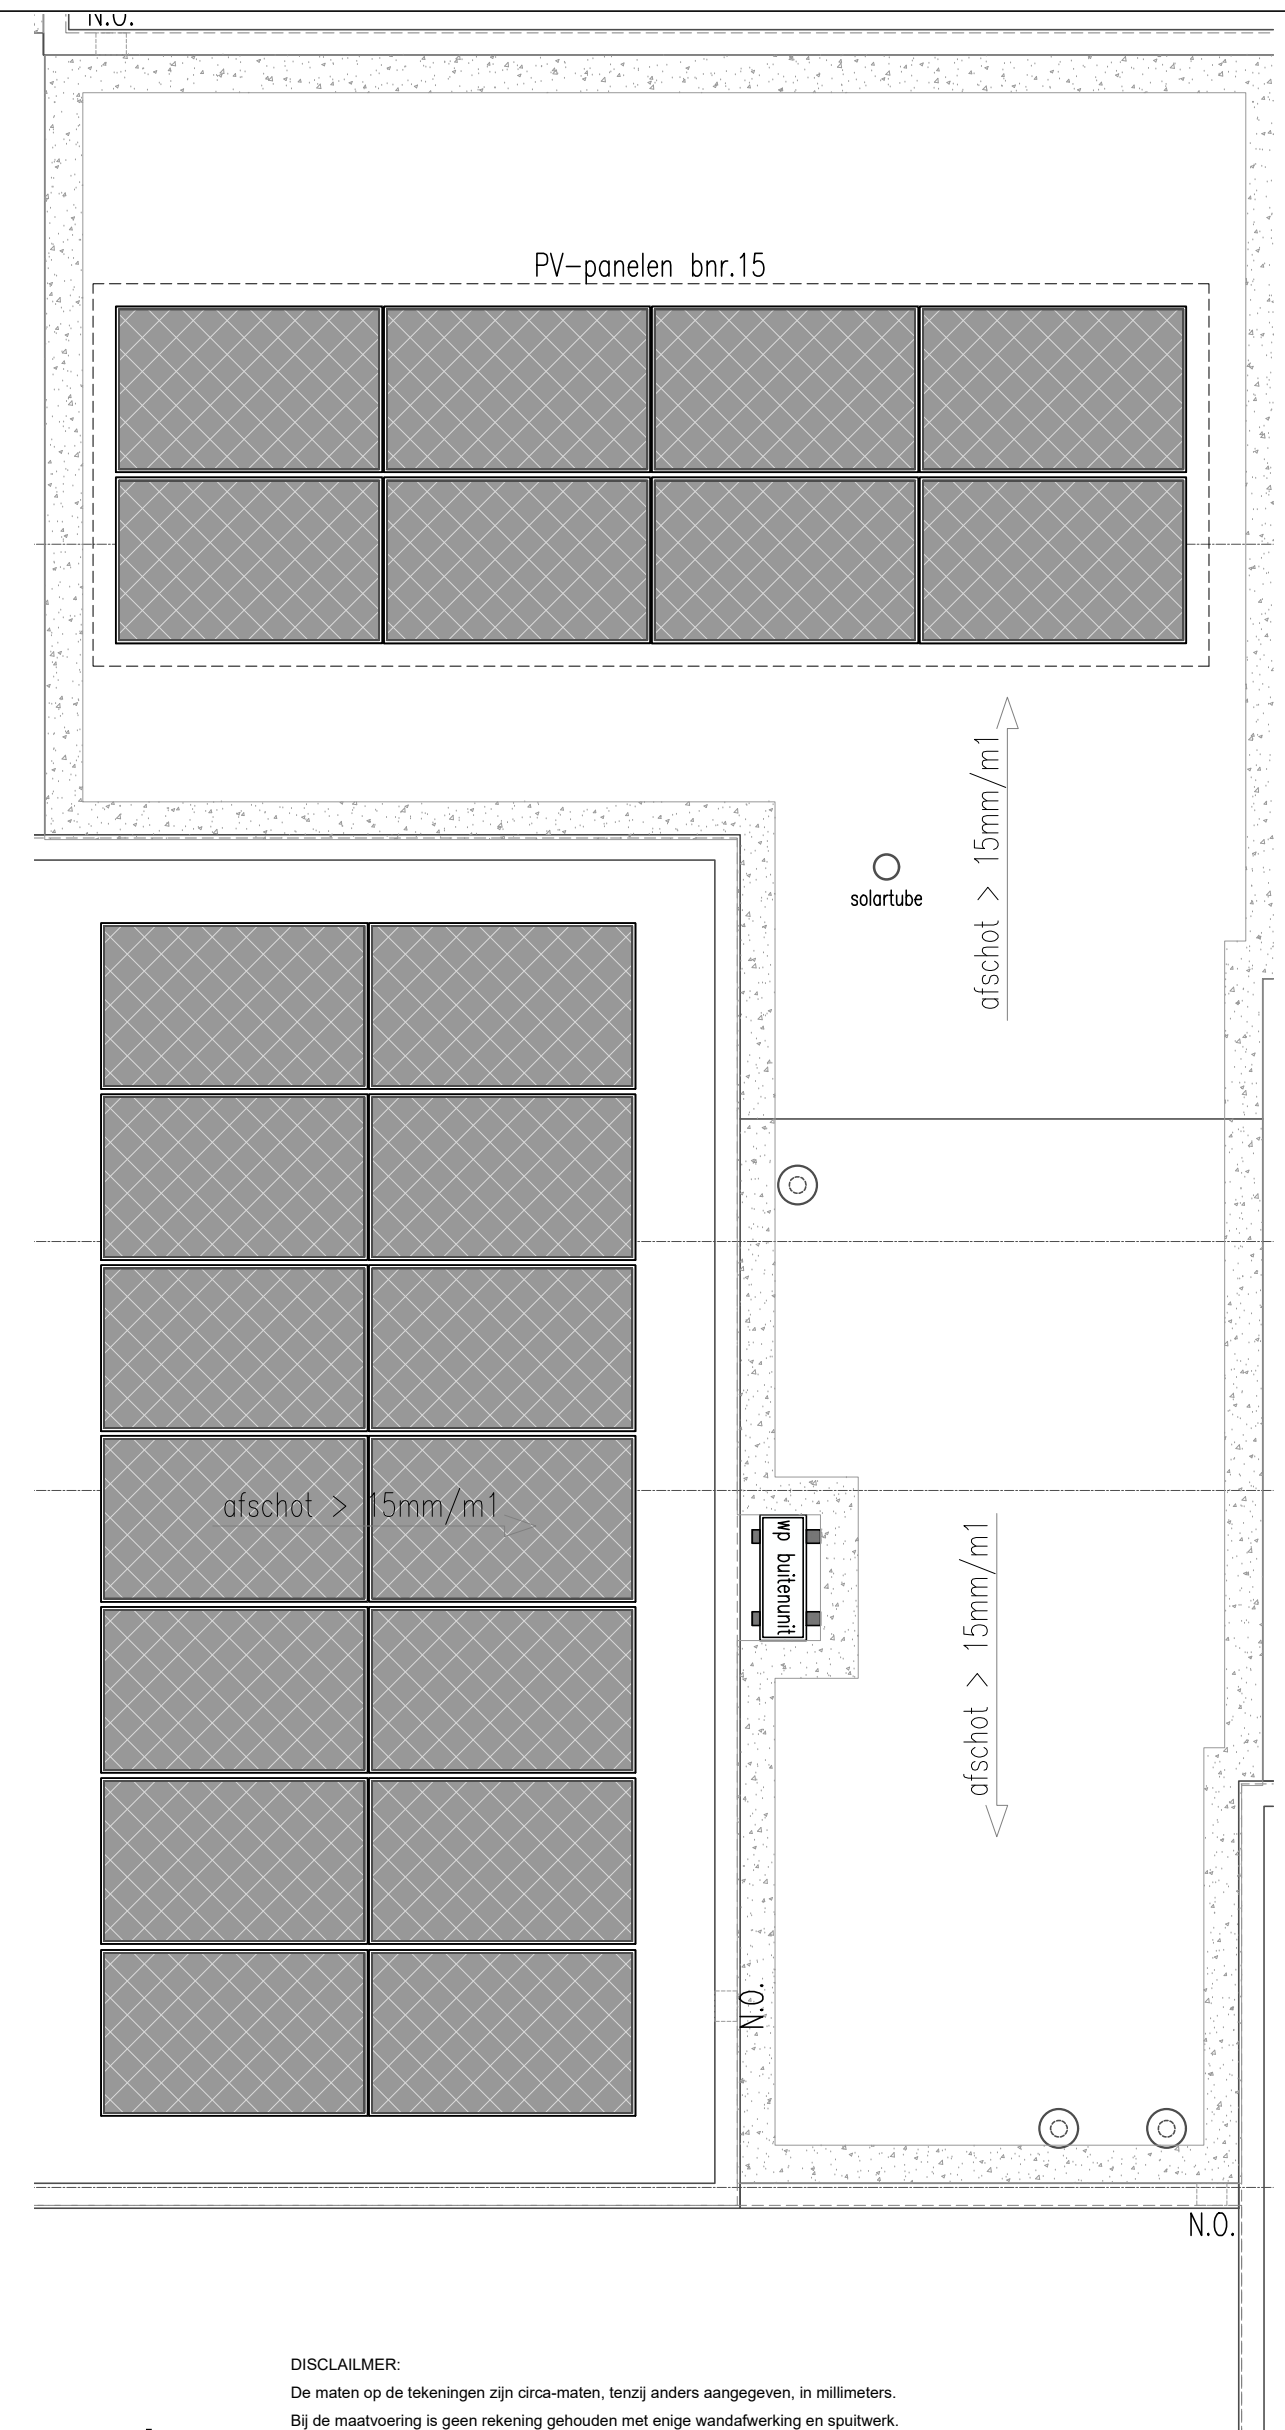 N.O.
PV-panelen bnr.15
afschot > 15mm/m1
solartube
afschot > 15mm/m1
wp buitenunit
afschot > 15mm/m1
N.O.
N.O.
DISCLAILMER:
De maten op de tekeningen zijn circa-maten, tenzij anders aangegeven, in millimeters.
Bij de maatvoering is geen rekening gehouden met enige wandafwerking en spuitwerk.